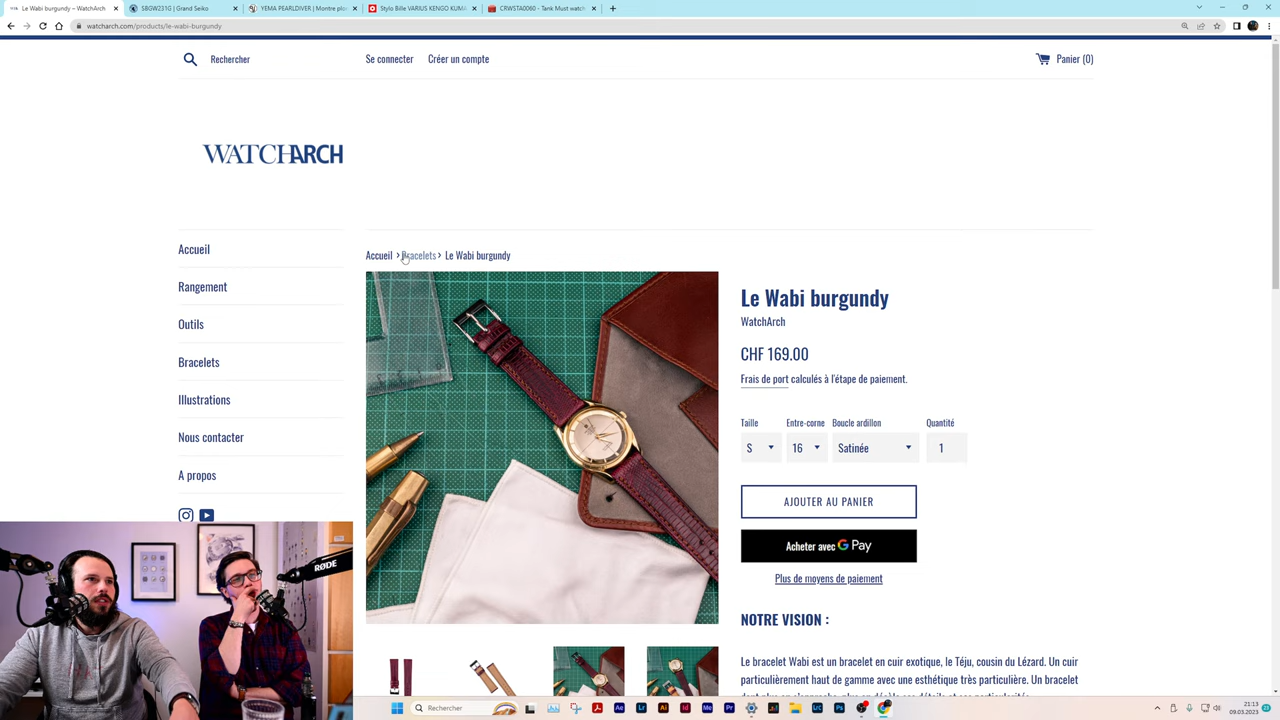 Le Wabi burgundy – WatchArch
SBGW231G | Grand Seiko
YEMA PEARLDIVER | Montre plon
Stylo Bille VARIUS KENGO KUMA
CRWSTA0060 - Tank Must watch
watcharch.com/products/le-wabi-burgundy
Rechercher
Se connecter
Créer un compte
Panier (0)
WATCHARCH
Accueil
Rangement
Outils
Bracelets
Illustrations
Nous contacter
A propos
Accueil › Bracelets › Le Wabi burgundy
Le Wabi burgundy
WatchArch
CHF 169.00
Frais de port calculés à l'étape de paiement.
Taille Entre-corne Boucle ardillon Quantité
S 16 Satinée 1
AJOUTER AU PANIER
Acheter avec G Pay
Plus de moyens de paiement
NOTRE VISION :
Le bracelet Wabi est un bracelet en cuir exotique, le Téju, cousin du Lézard. Un cuir
particulièrement haut de gamme avec une esthétique très particulière. Un bracelet
RØDE
RØDE
Rechercher
21:13
09.03.2023